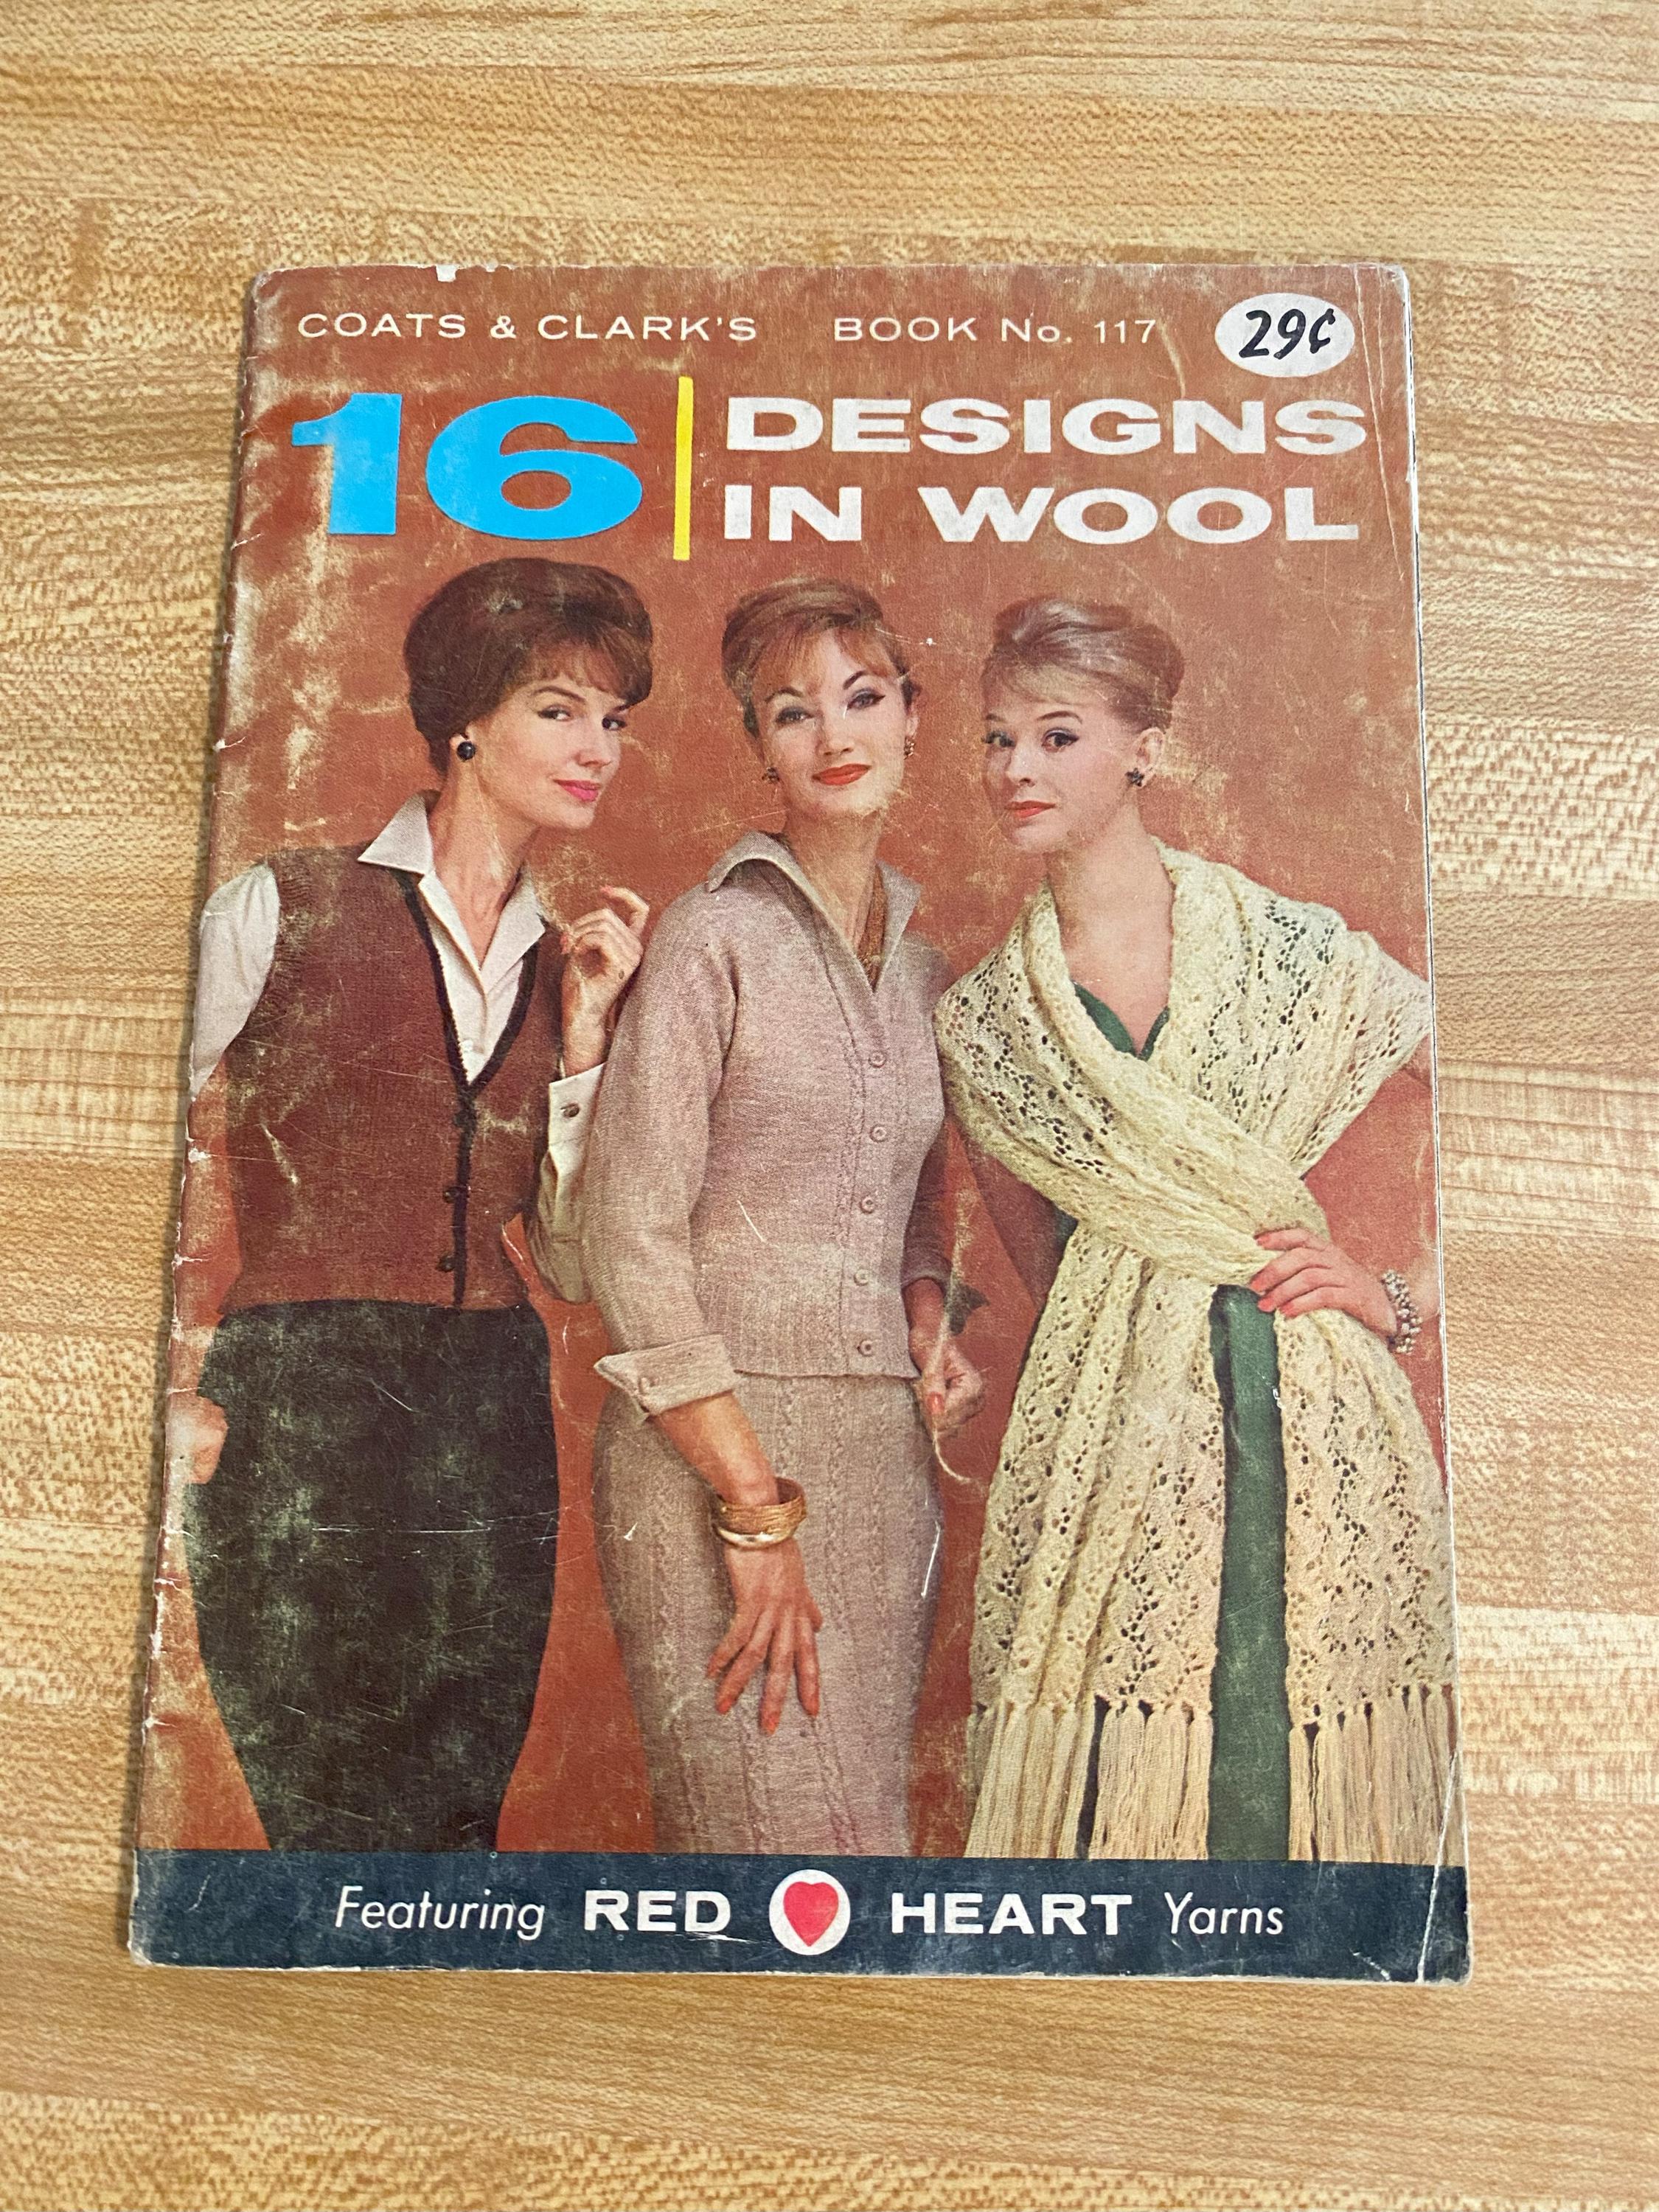 COATS & CLARK'S BOOK No. 117 29¢
16 DESIGNS
IN WOOL
Featuring RED HEART Yarns